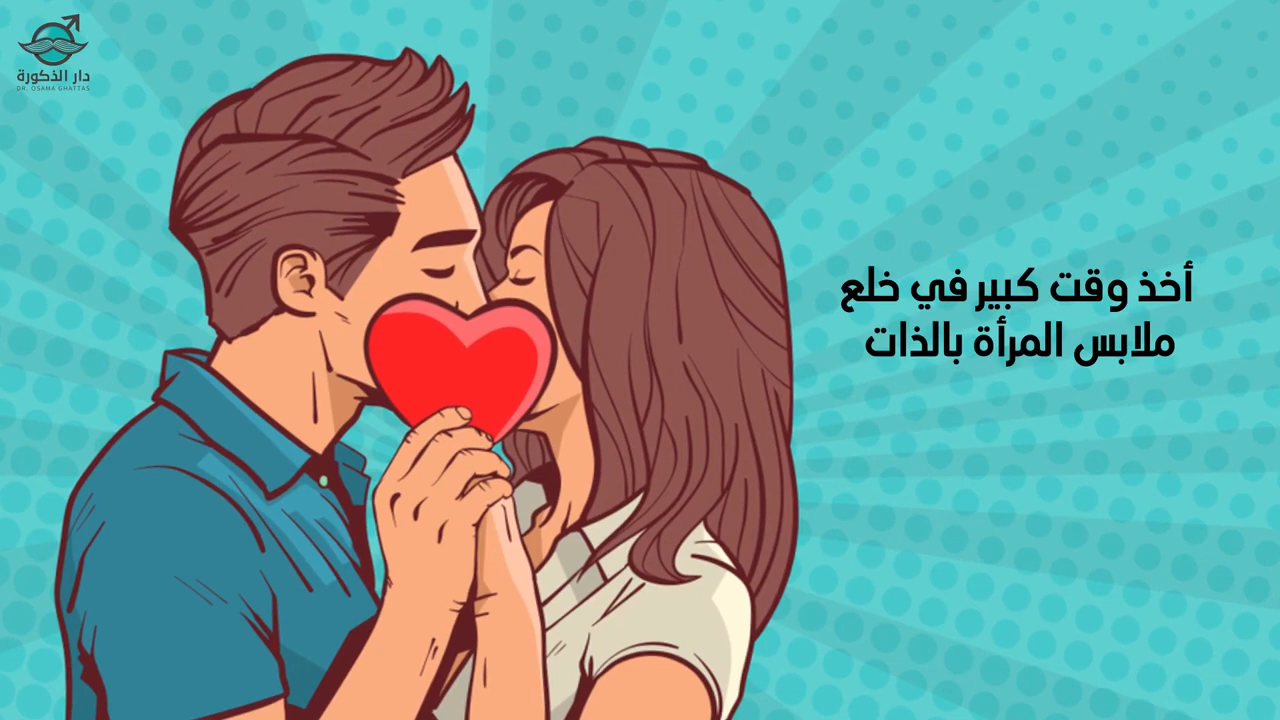 دار الذكورة
DR. OSAMA GHATTAS
أخذ وقت كبير في خلع
ملابس المرأة بالذات